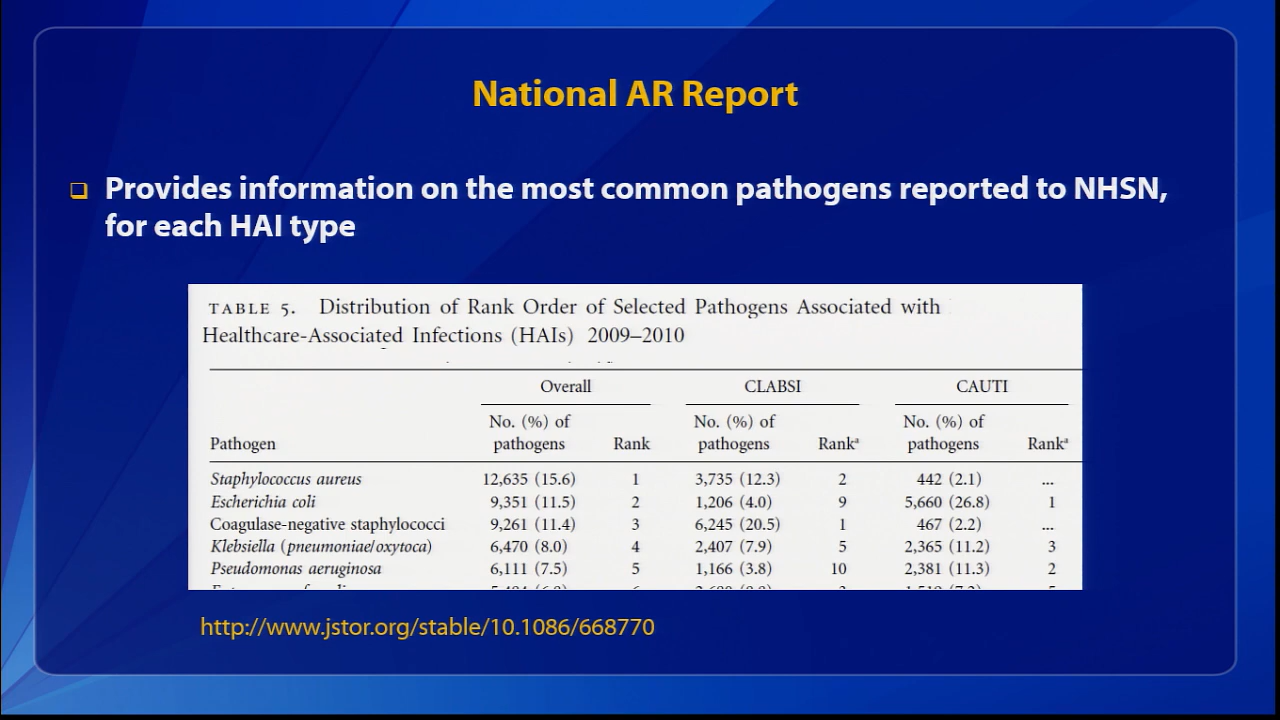 National AR Report
❑ Provides information on the most common pathogens reported to NHSN,
for each HAI type
TABLE 5. Distribution of Rank Order of Selected Pathogens Associated with
Healthcare-Associated Infections (HAIs) 2009–2010
Overall CLABSI CAUTI
No. (%) of No. (%) of No. (%) of
Pathogen pathogens Rank pathogens Rankᵃ pathogens Rankᵃ
Staphylococcus aureus 12,635 (15.6) 1 3,735 (12.3) 2 442 (2.1) ...
Escherichia coli 9,351 (11.5) 2 1,206 (4.0) 9 5,660 (26.8) 1
Coagulase-negative staphylococci 9,261 (11.4) 3 6,245 (20.5) 1 467 (2.2) ...
Klebsiella (pneumoniae/oxytoca) 6,470 (8.0) 4 2,407 (7.9) 5 2,365 (11.2) 3
Pseudomonas aeruginosa 6,111 (7.5) 5 1,166 (3.8) 10 2,381 (11.3) 2
http://www.jstor.org/stable/10.1086/668770